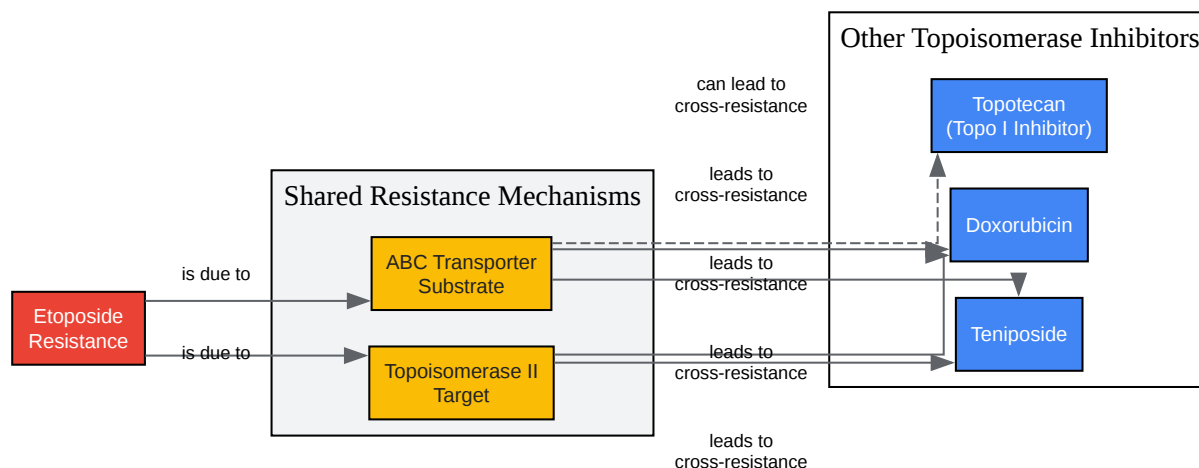 Other Topoisomerase Inhibitors
can lead to
cross-resistance
Topotecan
(Topo I Inhibitor)
leads to
cross-resistance
Shared Resistance Mechanisms
Doxorubicin
ABC Transporter
Substrate
is due to
leads to
cross-resistance
Etoposide
Resistance
Teniposide
is due to
leads to
cross-resistance
Topoisomerase II
Target
leads to
cross-resistance